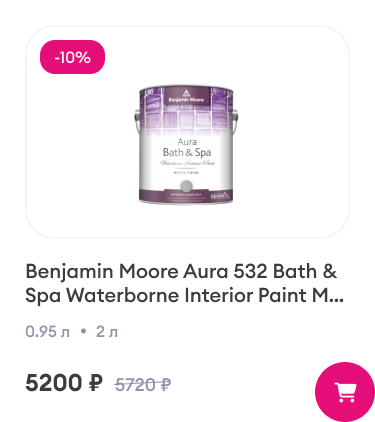 -10%
Benjamin Moore
Aura
Bath & Spa
Waterborne Interior Paint
MATTE FINISH
Benjamin Moore Aura 532 Bath &
Spa Waterborne Interior Paint M...
0.95 л • 2 л
5200 ₽ 5720 ₽